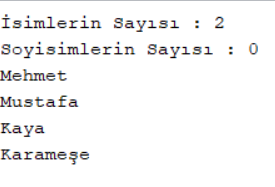 İsimlerin Sayısı : 2
Soyisimlerin Sayısı : 0
Mehmet
Mustafa
Kaya
Karameşe